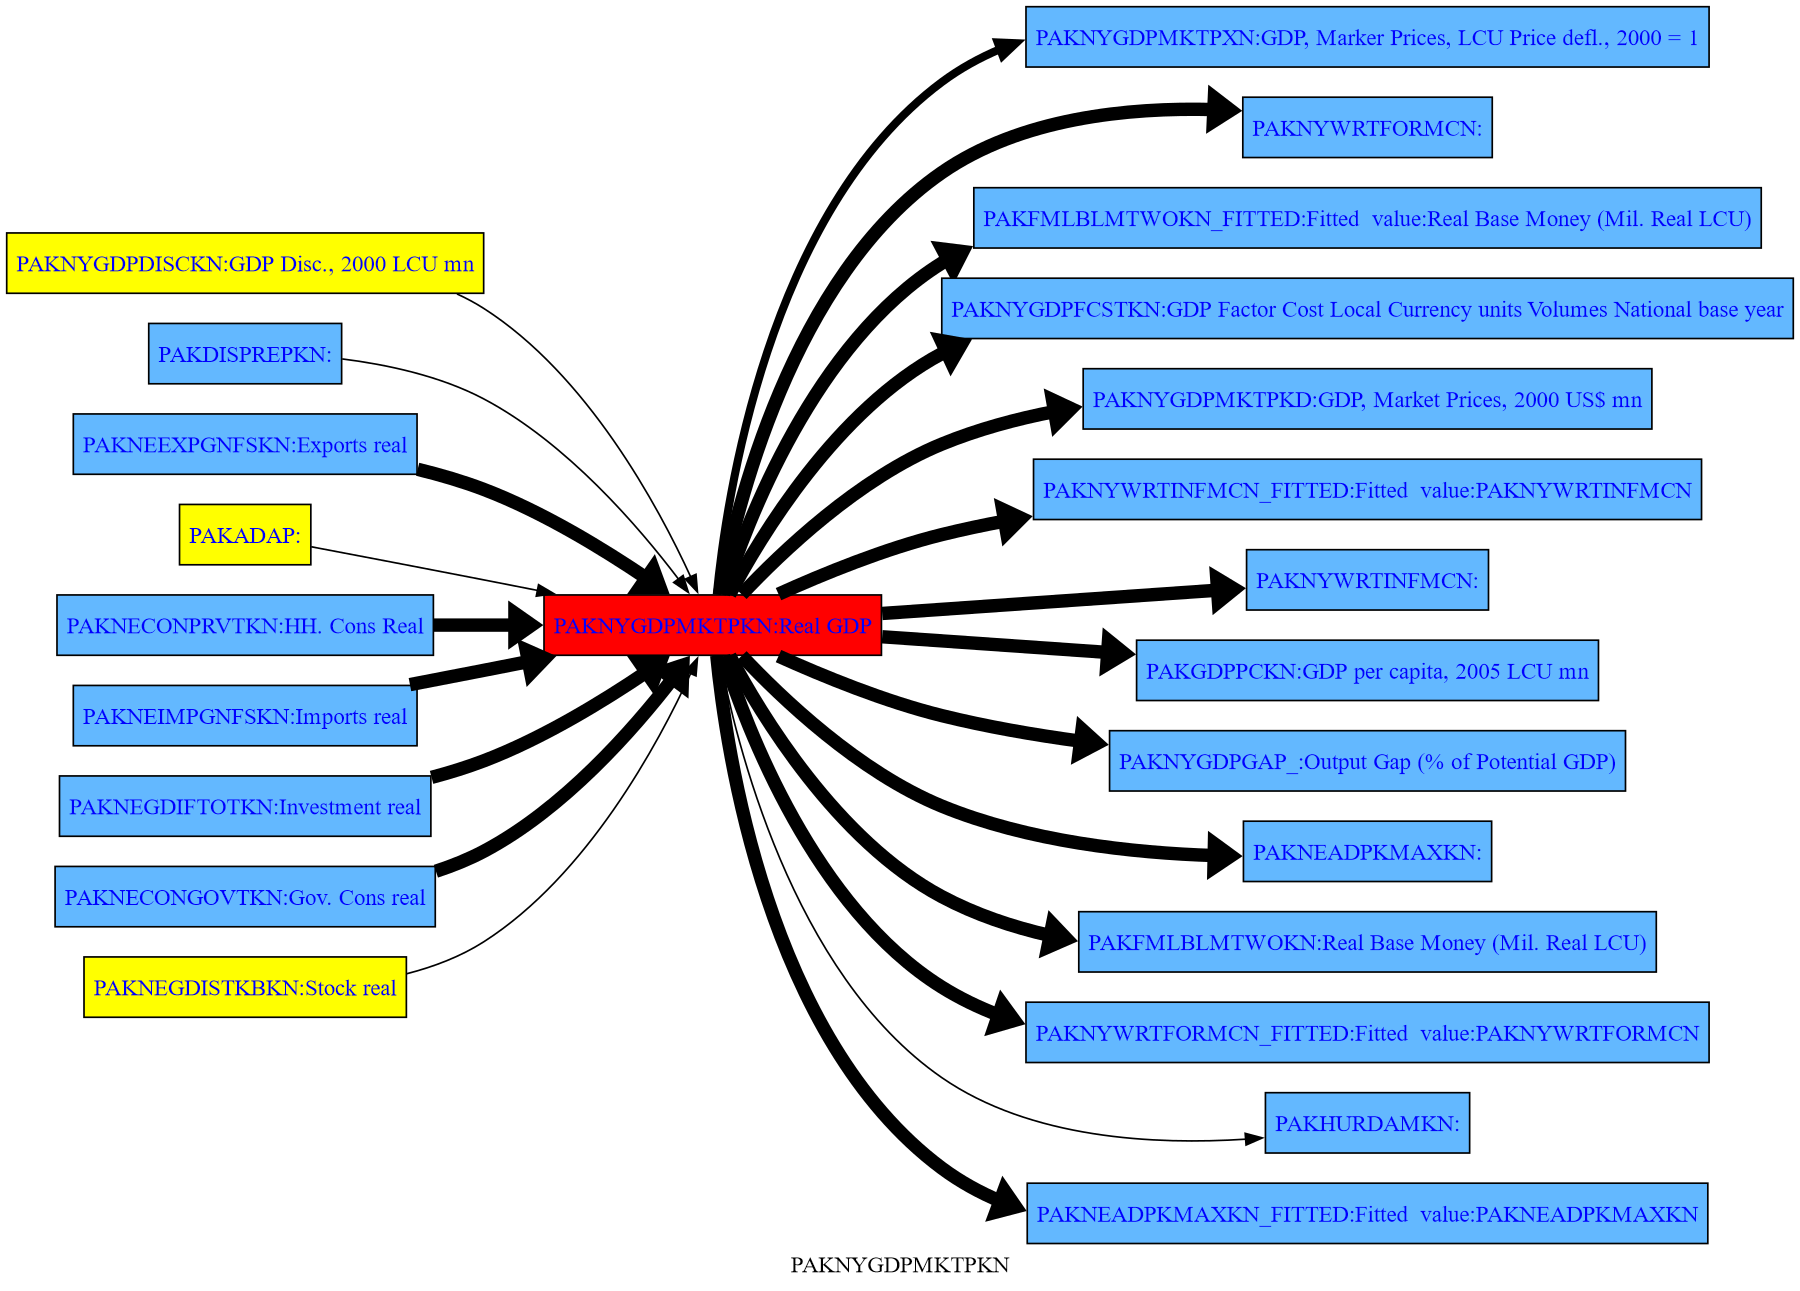 PAKNYGDPDISCKN:GDP Disc., 2000 LCU mn
PAKDISPREPKN:
PAKNEEXPGNFSKN:Exports real
PAKADAP:
PAKNECONPRVTKN:HH. Cons Real
PAKNEIMPGNFSKN:Imports real
PAKNEGDIFTOTKN:Investment real
PAKNECONGOVTKN:Gov. Cons real
PAKNEGDISTKBKN:Stock real
PAKNYGDPMKTPKN:Real GDP
PAKNYGDPMKTPXN:GDP, Marker Prices, LCU Price defl., 2000 = 1
PAKNYWRTFORMCN:
PAKFMLBLMTWOKN_FITTED:Fitted  value:Real Base Money (Mil. Real LCU)
PAKNYGDPFCSTKN:GDP Factor Cost Local Currency units Volumes National base year
PAKNYGDPMKTPKD:GDP, Market Prices, 2000 US$ mn
PAKNYWRTINFMCN_FITTED:Fitted  value:PAKNYWRTINFMCN
PAKNYWRTINFMCN:
PAKGDPPCKN:GDP per capita, 2005 LCU mn
PAKNYGDPGAP_:Output Gap (% of Potential GDP)
PAKNEADPKMAXKN:
PAKFMLBLMTWOKN:Real Base Money (Mil. Real LCU)
PAKNYWRTFORMCN_FITTED:Fitted  value:PAKNYWRTFORMCN
PAKHURDAMKN:
PAKNEADPKMAXKN_FITTED:Fitted  value:PAKNEADPKMAXKN
PAKNYGDPMKTPKN